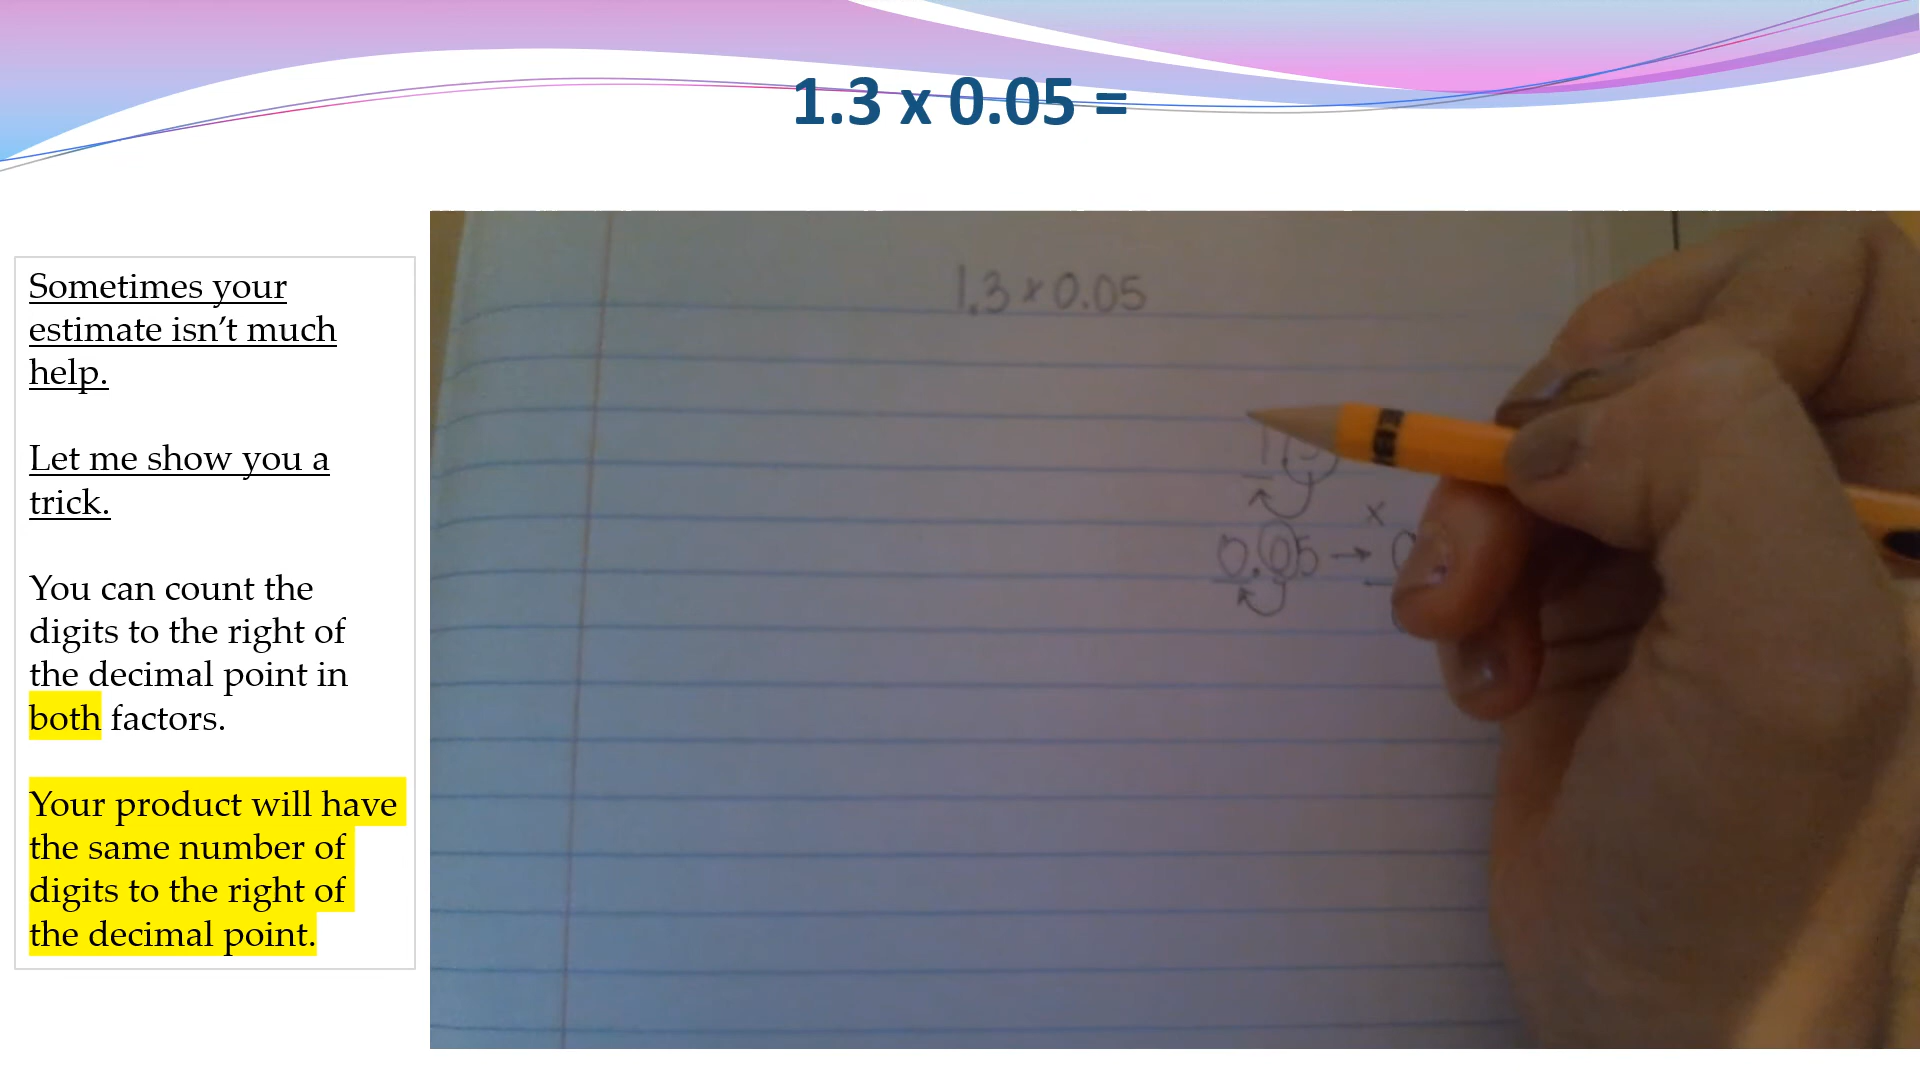 1.3 x 0.05 =
Sometimes your
estimate isn’t much
help.
Let me show you a
trick.
You can count the
digits to the right of
the decimal point in
both factors.
Your product will have
the same number of
digits to the right of
the decimal point.
1.3 x 0.05
1
x
0.05 →